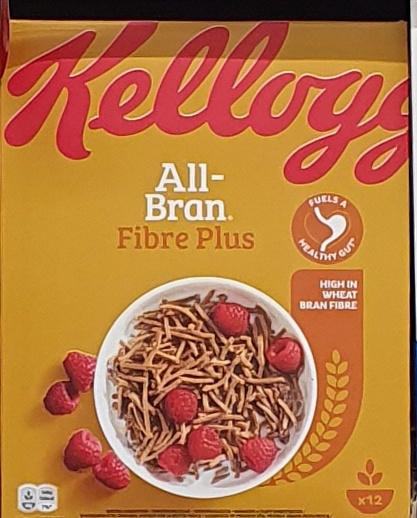 Kellogg
All-
Bran®
Fibre Plus
FUELS A
HEALTHY GUT*
HIGH IN
WHEAT
BRAN FIBRE
x12